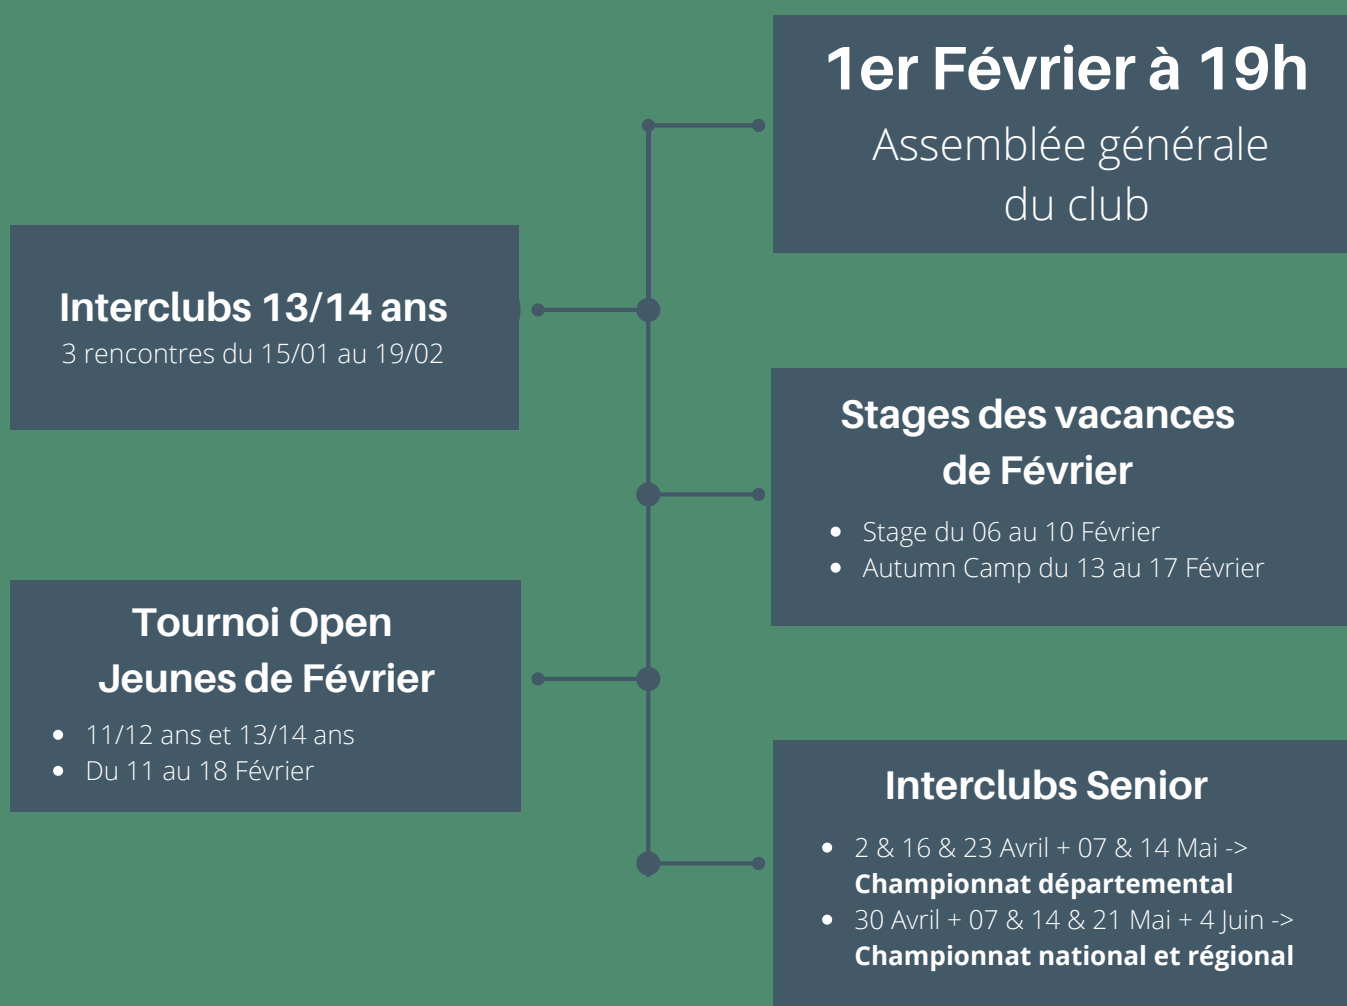 1er Février à 19h
Assemblée générale
du club
Interclubs 13/14 ans
3 rencontres du 15/01 au 19/02
Stages des vacances
de Février
• Stage du 06 au 10 Février
• Autumn Camp du 13 au 17 Février
Tournoi Open
Jeunes de Février
• 11/12 ans et 13/14 ans
• Du 11 au 18 Février
Interclubs Senior
• 2 & 16 & 23 Avril + 07 & 14 Mai ->
Championnat départemental
• 30 Avril + 07 & 14 & 21 Mai + 4 Juin ->
Championnat national et régional